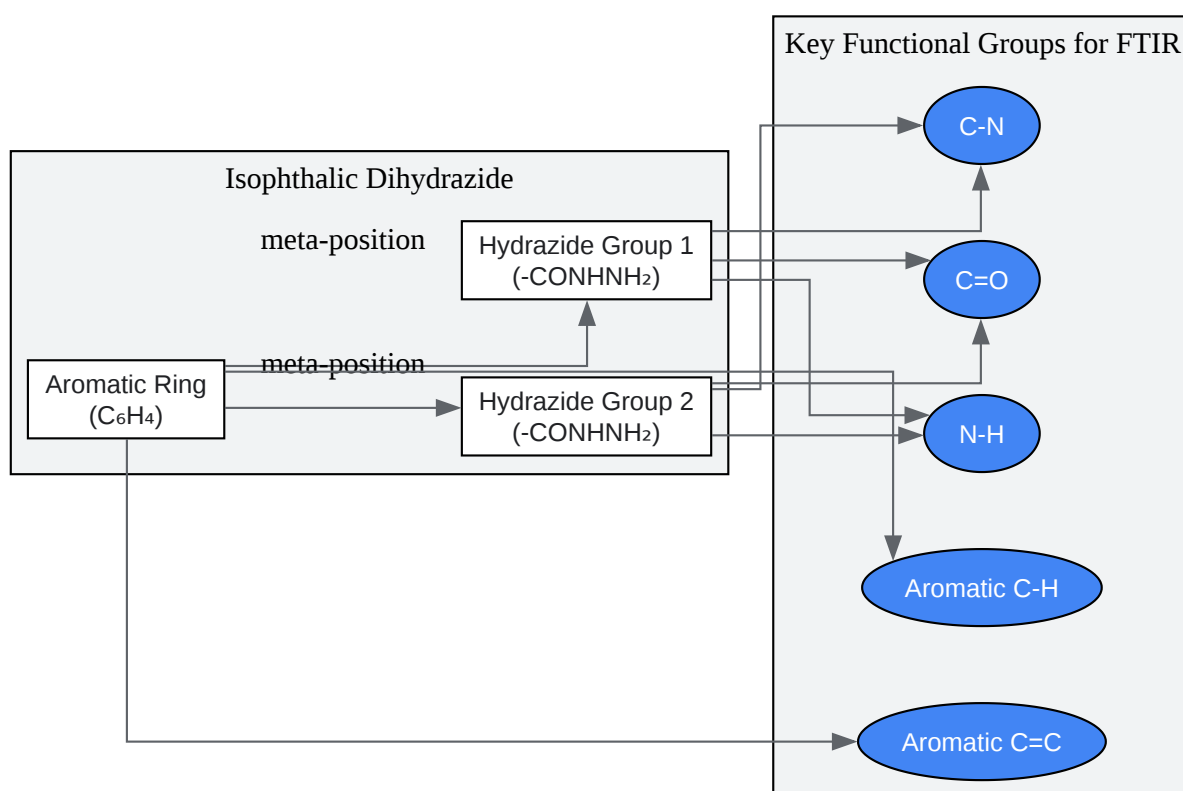 Key Functional Groups for FTIR
C-N
Isophthalic Dihydrazide
meta-position
Hydrazide Group 1
(-CONHNH₂)
C=O
meta-position
Aromatic Ring
(C₆H₄)
Hydrazide Group 2
(-CONHNH₂)
N-H
Aromatic C-H
Aromatic C=C